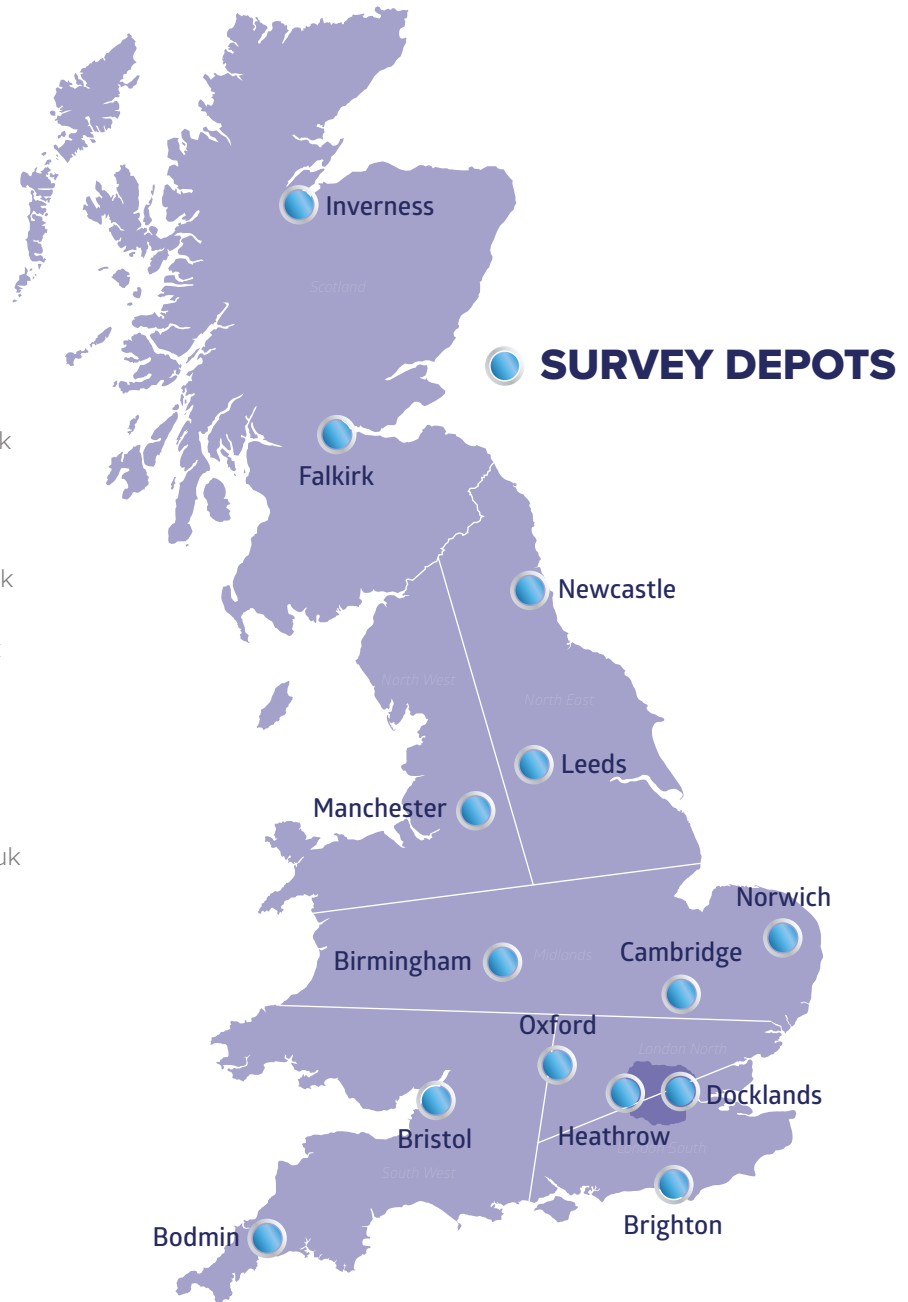 Inverness
Scotland
SURVEY DEPOTS
k
Falkirk
k
Newcastle
North West
North East
Leeds
Manchester
uk
Norwich
Cambridge
Birmingham
Midlands
Oxford
London North
Docklands
Heathrow
Bristol
London South
South West
Brighton
Bodmin